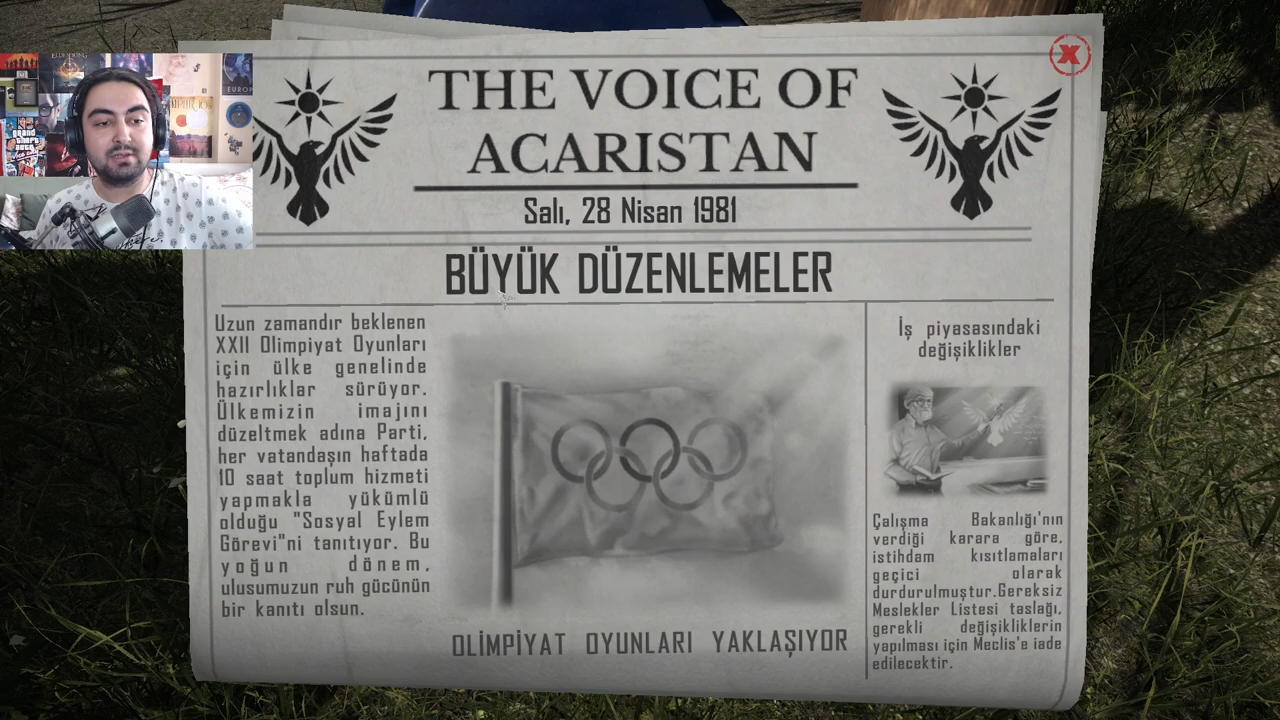 THE VOICE OF
ACARISTAN
Salı, 28 Nisan 1981
BÜYÜK DÜZENLEMELER
Uzun zamandır beklenen
XXII Olimpiyat Oyunları
için ülke genelinde
hazırlıklar sürüyor.
Ülkemizin imajını
düzeltmek adına Parti,
her vatandaşın haftada
10 saat toplum hizmeti
yapmakla yükümlü
olduğu "Sosyal Eylem
Görevi"ni tanıtıyor. Bu
yoğun dönem,
ulusumuzun ruh gücünün
bir kanıtı olsun.
OLİMPİYAT OYUNLARI YAKLAŞIYOR
İş piyasasındaki
değişiklikler
Çalışma Bakanlığı'nın
verdiği karara göre,
istihdam kısıtlamaları
geçici olarak
durdurulmuştur.Gereksiz
Meslekler Listesi taslağı,
gerekli değişikliklerin
yapılması için Meclis'e iade
edilecektir.